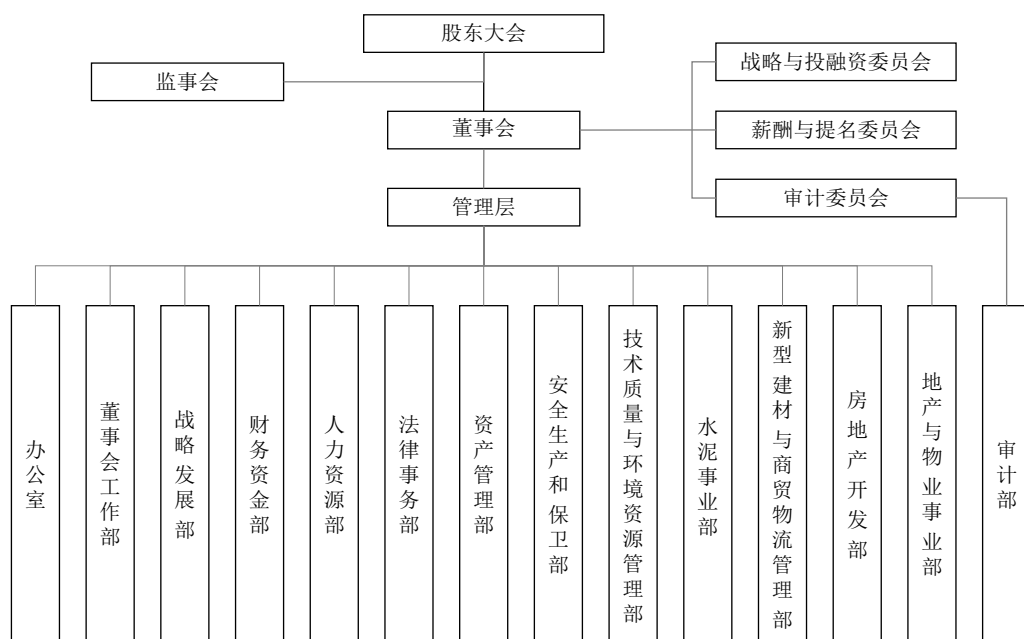 股东大会
监事会
战略与投融资委员会
董事会
薪酬与提名委员会
审计委员会
管理层
办公室
董事会工作部
战略发展部
财务资金部
人力资源部
法律事务部
资产管理部
安全生产和保卫部
技术质量与环境资源管理部
水泥事业部
新型建材与商贸物流管理部
房地产开发部
地产与物业事业部
审计部